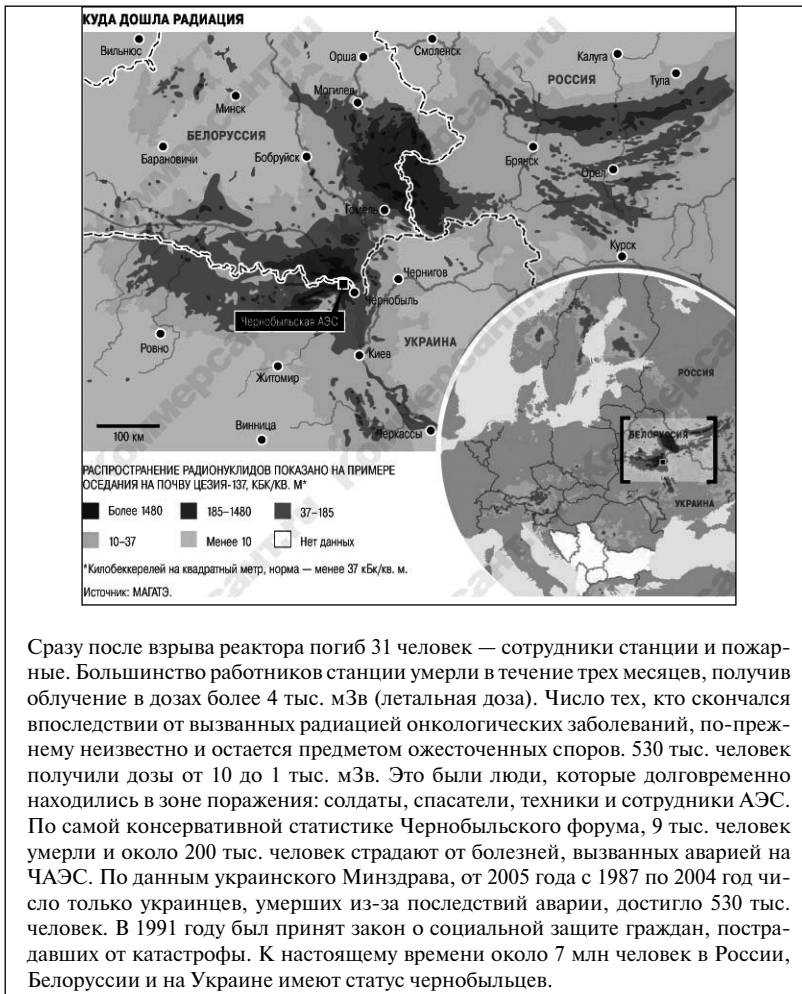 КУДА ДОШЛА РАДИАЦИЯ
Вильнюс
Орша
Смоленск
Калуга
РОССИЯ
Тула
Минск
Могилев
БЕЛОРУССИЯ
Барановичи
Бобруйск
Брянск
Орел
Гомель
Курск
Чернигов
Чернобыль
Чернобыльская АЭС
УКРАИНА
Ровно
Киев
Житомир
РОССИЯ
Винница
Черкассы
БЕЛОРУССИЯ
100 км
УКРАИНА
РАСПРОСТРАНЕНИЕ РАДИОНУКЛИДОВ ПОКАЗАНО НА ПРИМЕРЕ
ОСЕДАНИЯ НА ПОЧВУ ЦЕЗИЯ-137, КБК/КВ. М*
Более 1480 185–1480 37–185
10–37 Менее 10 Нет данных
*Килобеккерелей на квадратный метр, норма — менее 37 кБк/кв. м.
Источник: МАГАТЭ.
Коммерсант.ru
Сразу после взрыва реактора погиб 31 человек — сотрудники станции и пожар-
ные. Большинство работников станции умерли в течение трех месяцев, получив
облучение в дозах более 4 тыс. мЗв (летальная доза). Число тех, кто скончался
впоследствии от вызванных радиацией онкологических заболеваний, по-преж-
нему неизвестно и остается предметом ожесточенных споров. 530 тыс. человек
получили дозы от 10 до 1 тыс. мЗв. Это были люди, которые долговременно
находились в зоне поражения: солдаты, спасатели, техники и сотрудники АЭС.
По самой консервативной статистике Чернобыльского форума, 9 тыс. человек
умерли и около 200 тыс. человек страдают от болезней, вызванных аварией на
ЧАЭС. По данным украинского Минздрава, от 2005 года с 1987 по 2004 год чи-
сло только украинцев, умерших из-за последствий аварии, достигло 530 тыс.
человек. В 1991 году был принят закон о социальной защите граждан, постра-
давших от катастрофы. К настоящему времени около 7 млн человек в России,
Белоруссии и на Украине имеют статус чернобыльцев.